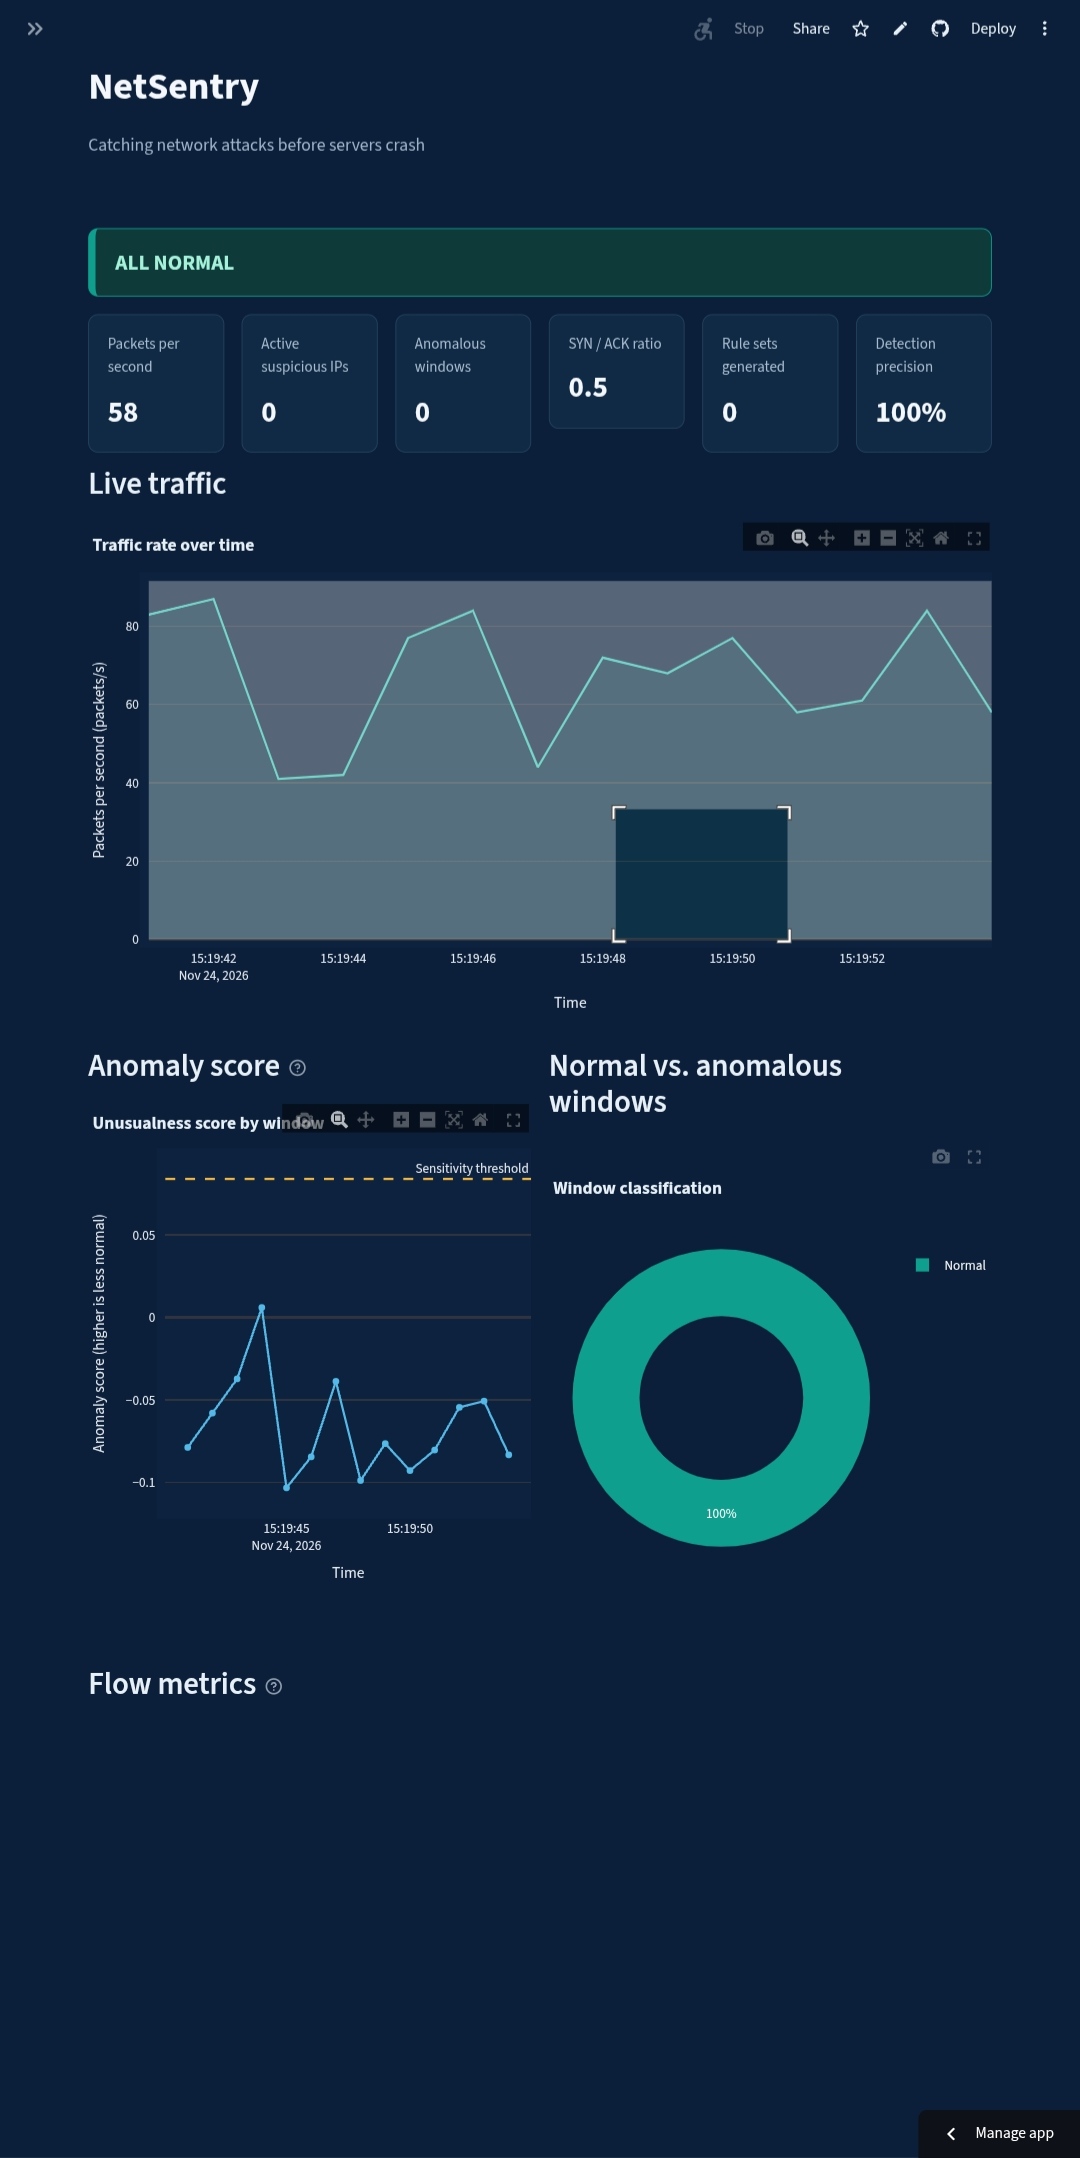 Stop Share Deploy
NetSentry
Catching network attacks before servers crash
ALL NORMAL
Packets per second
58
Active suspicious IPs
0
Anomalous windows
0
SYN / ACK ratio
0.5
Rule sets generated
0
Detection precision
100%
Live traffic
Traffic rate over time
Packets per second (packets/s)
80
60
40
20
0
15:19:42 15:19:44 15:19:46 15:19:48 15:19:50 15:19:52
Nov 24, 2026
Time
Anomaly score
Unusualness score by window
Sensitivity threshold
Anomaly score (higher is less normal)
0.05
0
−0.05
−0.1
15:19:45 15:19:50
Nov 24, 2026
Time
Normal vs. anomalous
windows
Window classification
Normal
100%
Flow metrics
Manage app